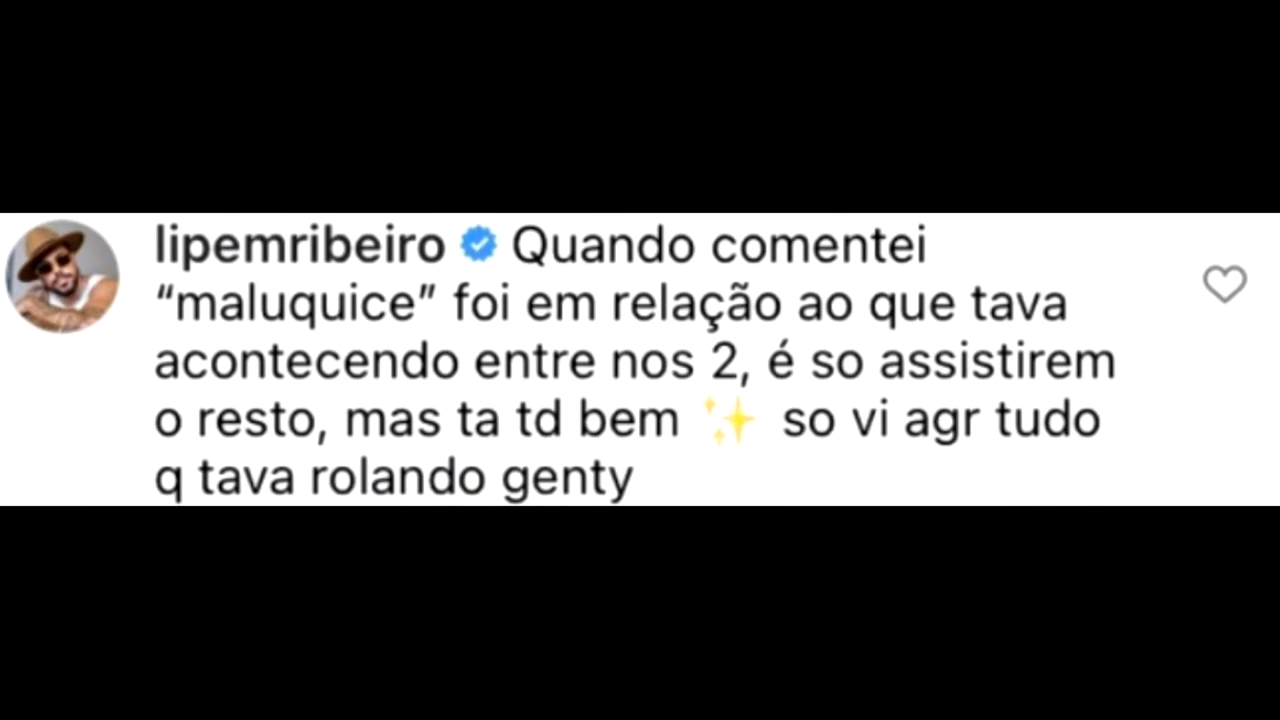 lipemribeiro Quando comentei
“maluquice” foi em relação ao que tava
acontecendo entre nos 2, é so assistirem
o resto, mas ta td bem ✨ so vi agr tudo
q tava rolando genty